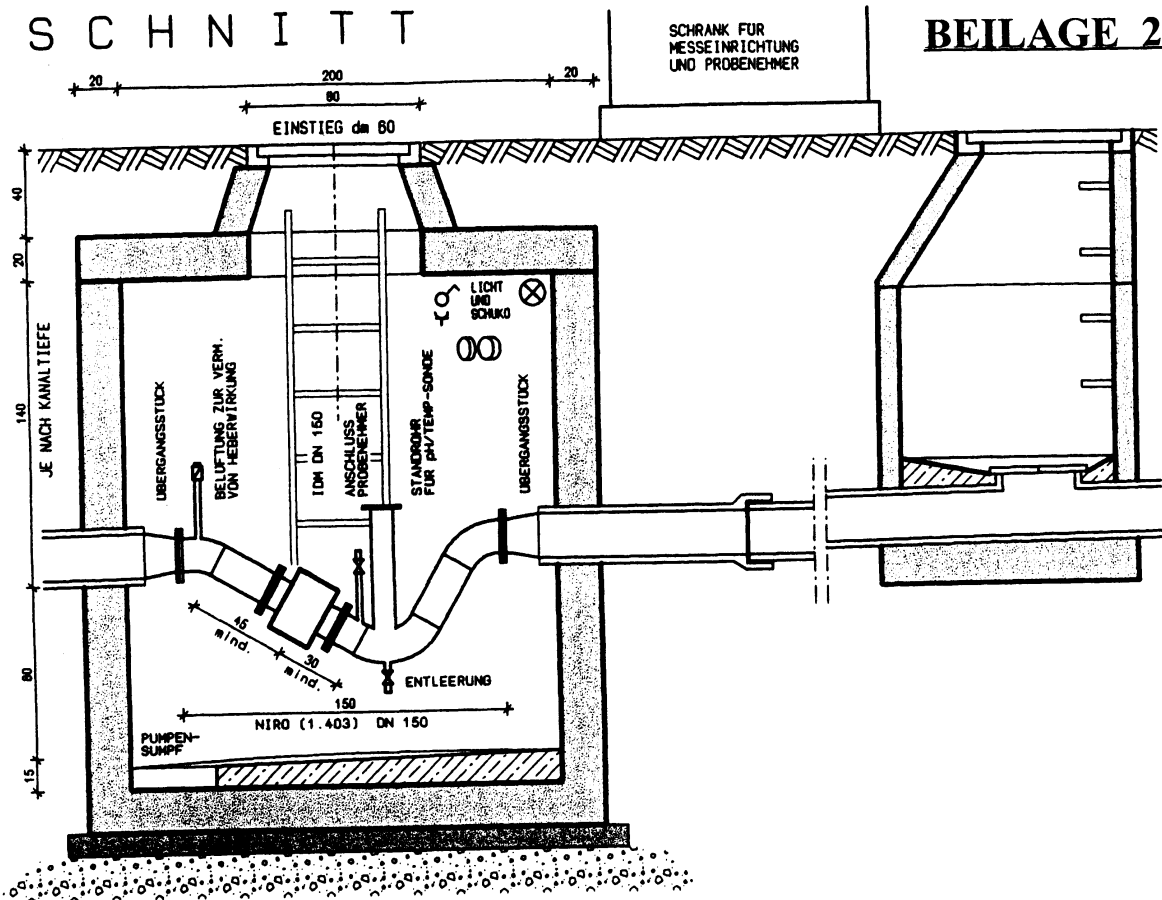 SCHNITT
BEILAGE 2
SCHRANK FÜR
MESSEINRICHTUNG
UND PROBENEHMER
20
200
20
80
EINSTIEG dm 60
40
20
140
JE NACH KANALTIEFE
80
15
LICHT
UND
SCHUKO
ÜBERGANGSSTÜCK
BELÜFTUNG ZUR VERH.
VON HEBERWIRKUNG
IDM DN 150
ANSCHLUSS
PROBENEHMER
STANDROHR
FÜR pH/TEMP-SONDE
ÜBERGANGSSTÜCK
45
mind.
30
mind.
ENTLEERUNG
150
NIRO (1.403) DN 150
PUMPEN-
SUMPF